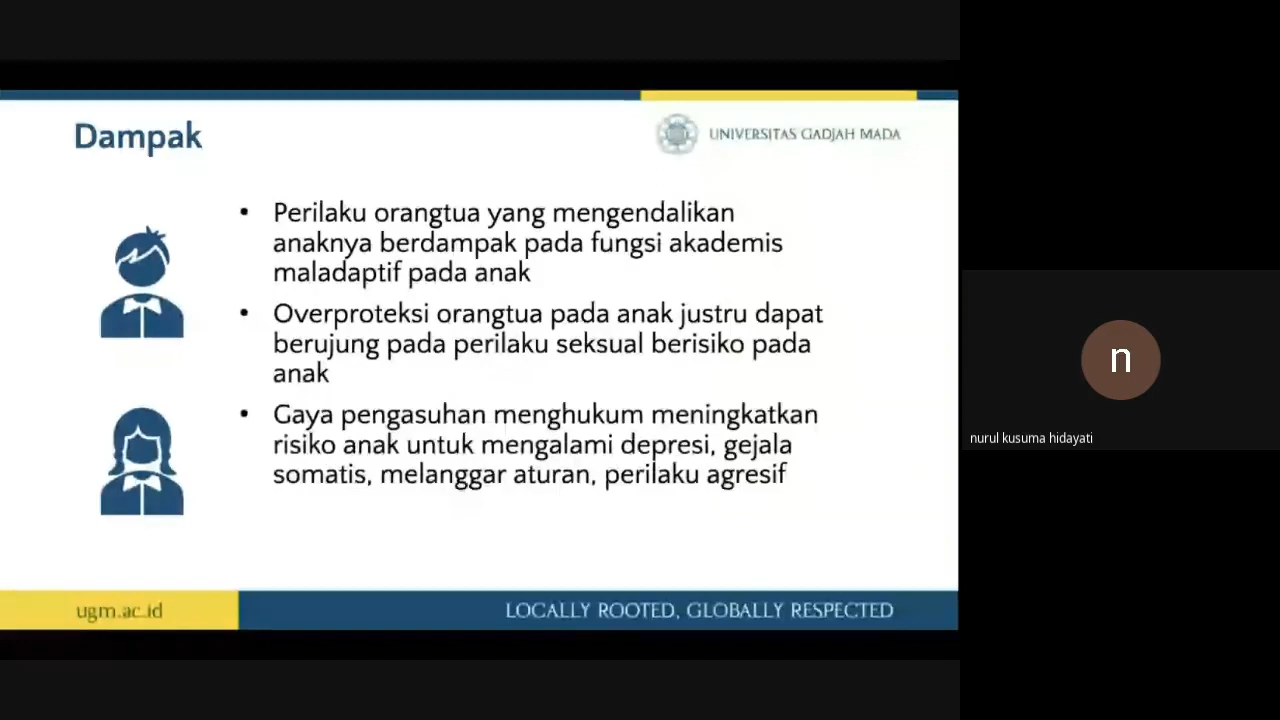 Dampak
UNIVERSITAS GADJAH MADA
• Perilaku orangtua yang mengendalikan
anaknya berdampak pada fungsi akademis
maladaptif pada anak
• Overproteksi orangtua pada anak justru dapat
berujung pada perilaku seksual berisiko pada
anak
• Gaya pengasuhan menghukum meningkatkan
risiko anak untuk mengalami depresi, gejala
somatis, melanggar aturan, perilaku agresif
ugm.ac.id
LOCALLY ROOTED, GLOBALLY RESPECTED
n
nurul kusuma hidayati